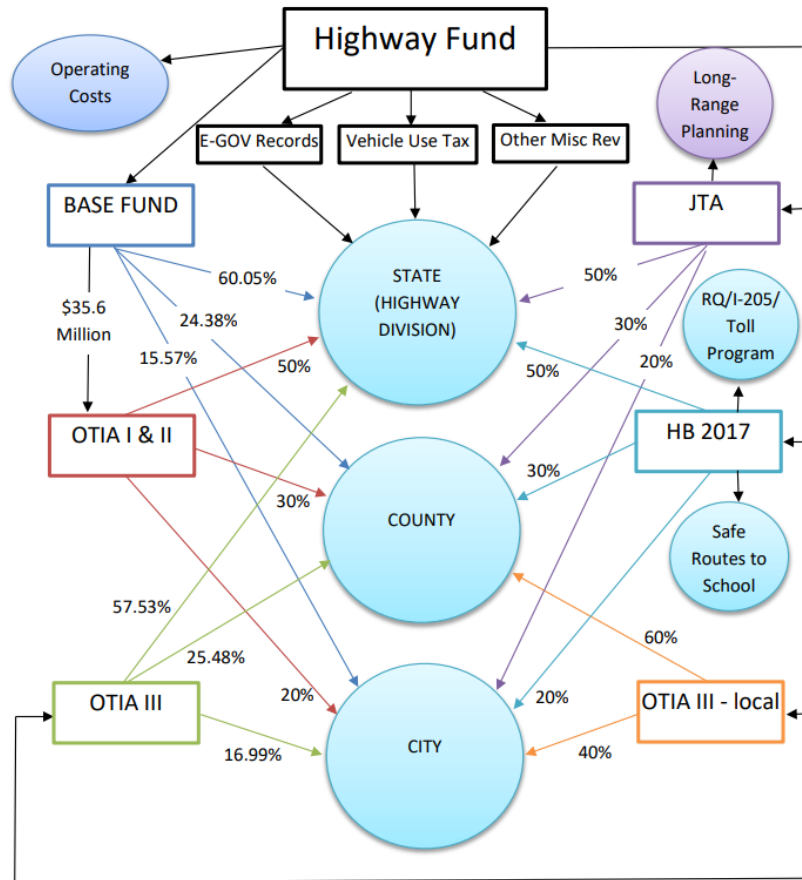 Highway Fund
Operating
Costs
Long-
Range
Planning
E-GOV Records
Vehicle Use Tax
Other Misc Rev
BASE FUND
JTA
STATE
(HIGHWAY
DIVISION)
60.05%
50%
$35.6
Million
24.38%
30%
RQ/I-205/
Toll
Program
15.57%
20%
50%
50%
OTIA I & II
HB 2017
30%
30%
COUNTY
Safe
Routes to
School
57.53%
60%
25.48%
OTIA III
20%
20%
OTIA III - local
16.99%
CITY
40%